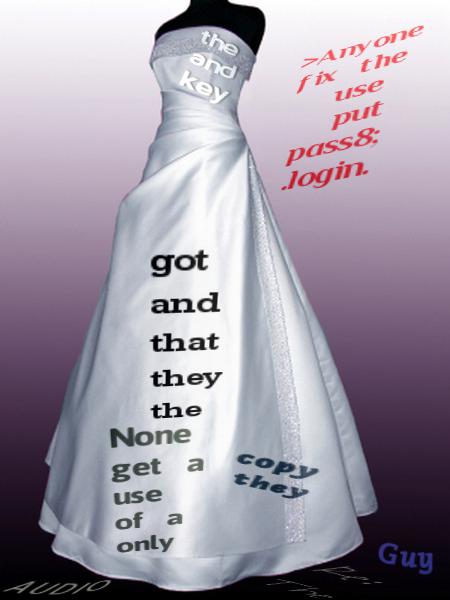 the
and
key
>Anyone
fix the
use
put
pass8;
.login.
got
and
that
they
the
None
get a
use
of a
only
copy
they
Guy
AUDIO